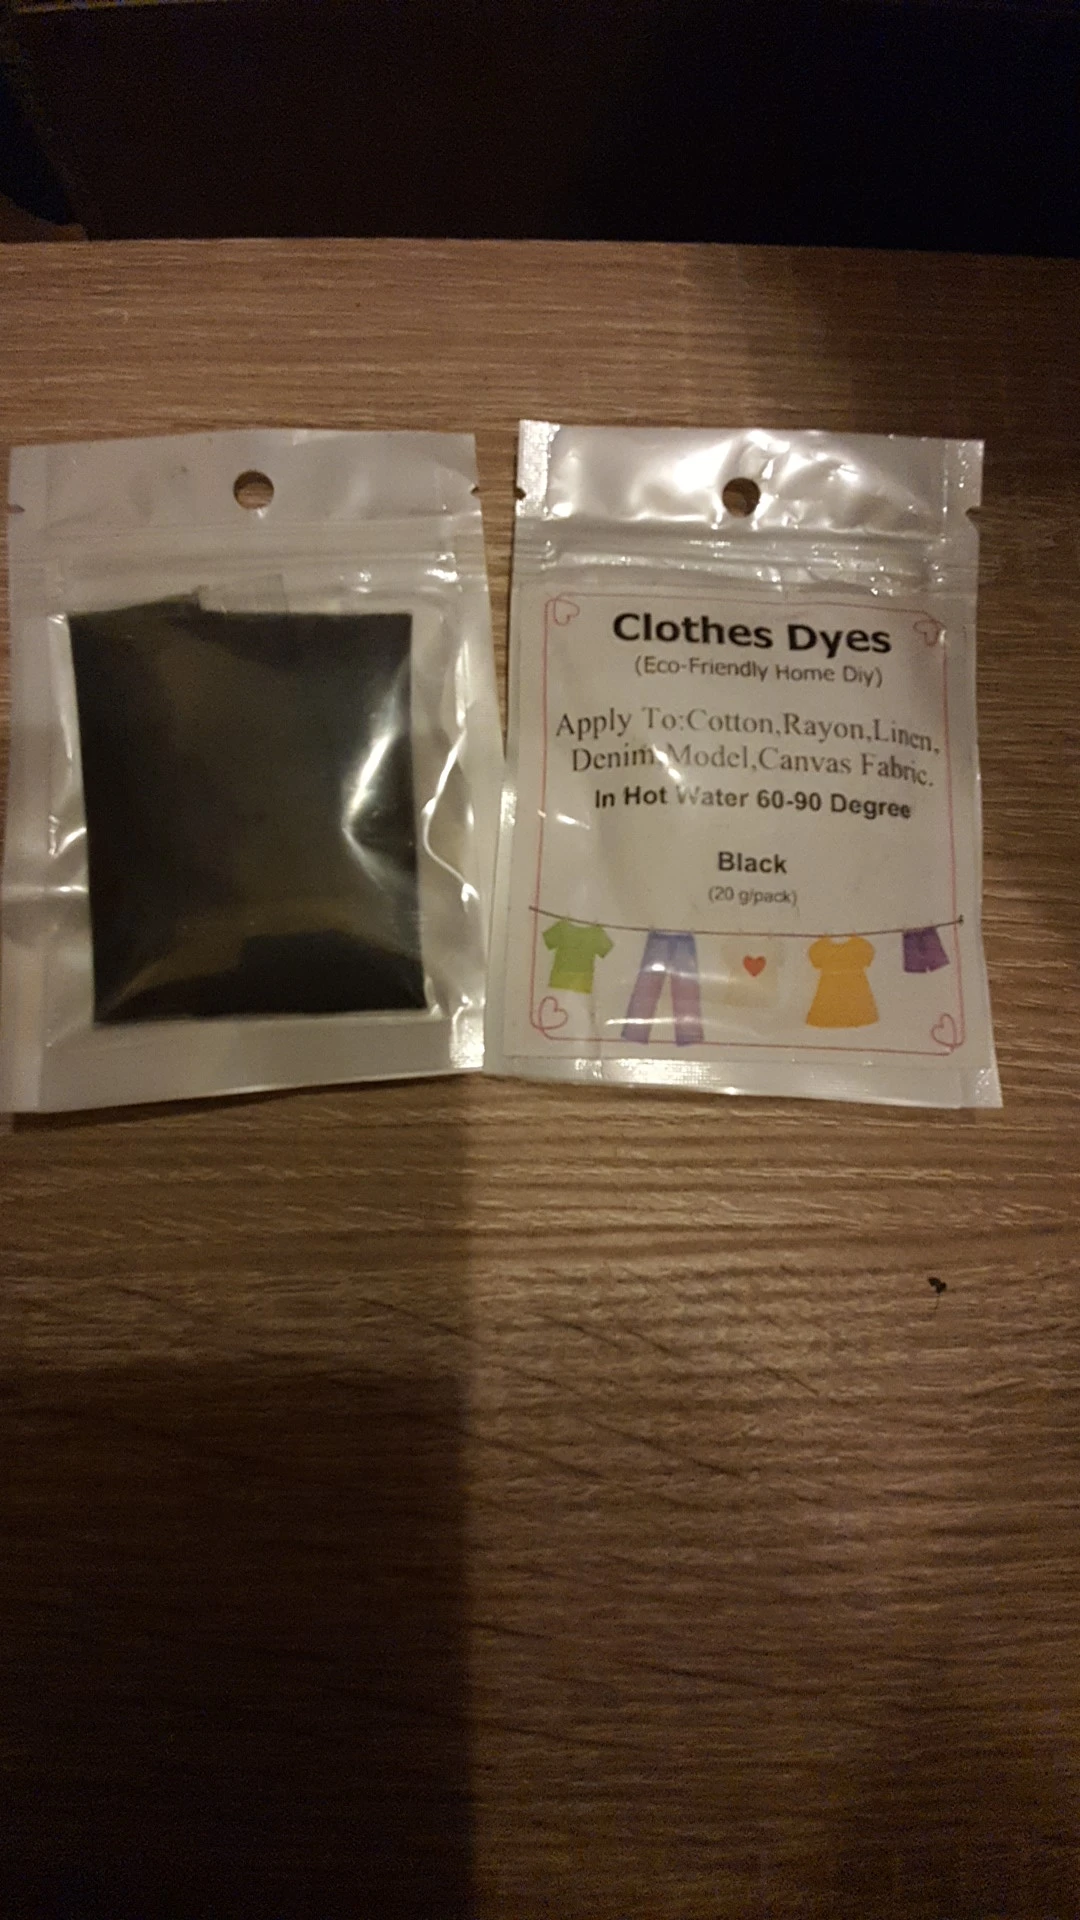 Clothes Dyes
(Eco-Friendly Home Diy)
Apply To:Cotton,Rayon,Linen,
Denim,Model,Canvas Fabric.
In Hot Water 60-90 Degree
Black
(20 g/pack)